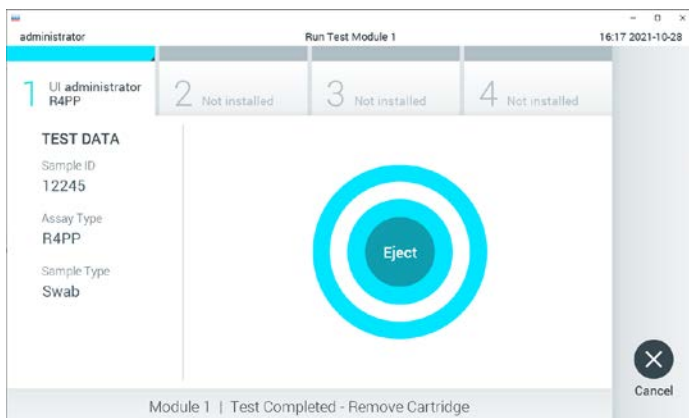 administrator Run Test Module 1 16:17 2021-10-28
1 UI administrator
R4PP
2 Not installed
3 Not installed
4 Not installed
TEST DATA
Sample ID
12245
Assay Type
R4PP
Sample Type
Swab
Eject
Cancel
Module 1 | Test Completed - Remove Cartridge